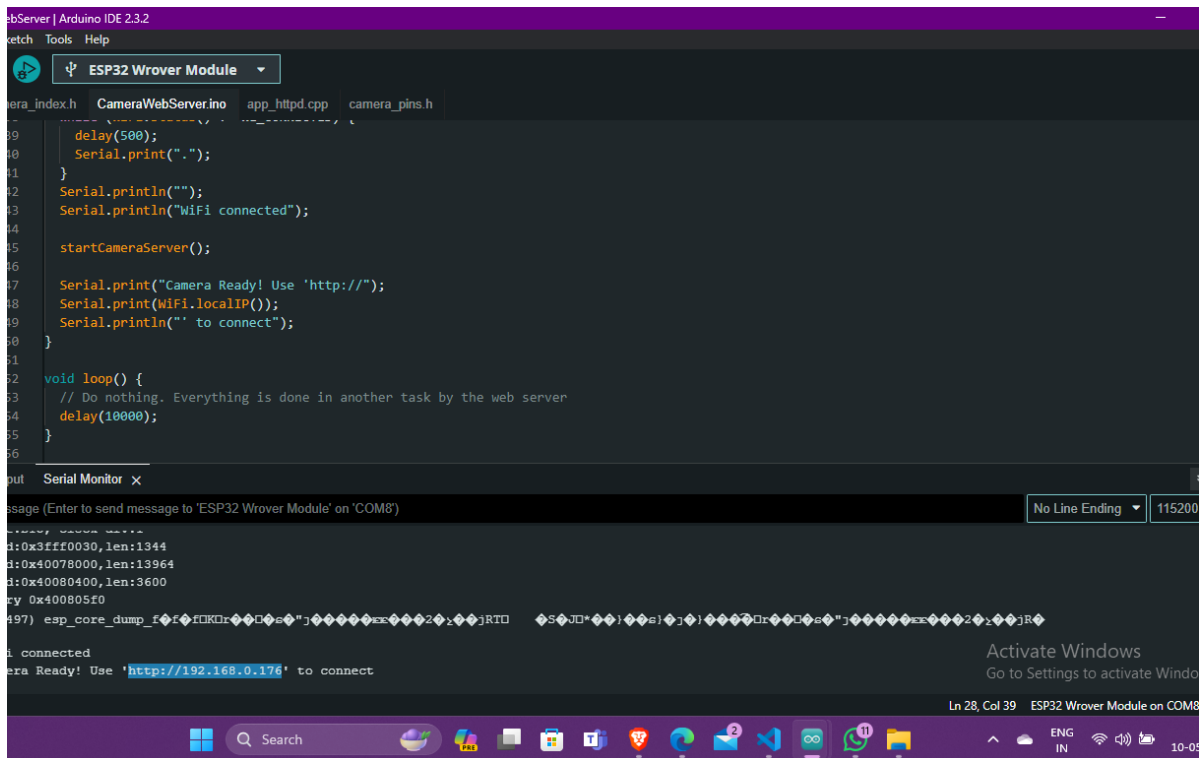 ebServer | Arduino IDE 2.3.2
ketch Tools Help
ESP32 Wrover Module
era_index.h CameraWebServer.ino app_httpd.cpp camera_pins.h
39 delay(500);
40 Serial.print(".");
41 }
42 Serial.println("");
43 Serial.println("WiFi connected");
44
45 startCameraServer();
46
47 Serial.print("Camera Ready! Use 'http://");
48 Serial.print(WiFi.localIP());
49 Serial.println("' to connect");
50 }
51
52 void loop() {
53 // Do nothing. Everything is done in another task by the web server
54 delay(10000);
55 }
56
put Serial Monitor
ssage (Enter to send message to 'ESP32 Wrover Module' on 'COM8')
No Line Ending 115200
d:0x3fff0030,len:1344
d:0x40078000,len:13964
d:0x40080400,len:3600
ry 0x400805f0
497) esp_core_dump_f
i connected
era Ready! Use 'http://192.168.0.176' to connect
Activate Windows
Go to Settings to activate Windo
Ln 28, Col 39 ESP32 Wrover Module on COM8
Search
PRE
2
11
ENG
IN
10-05